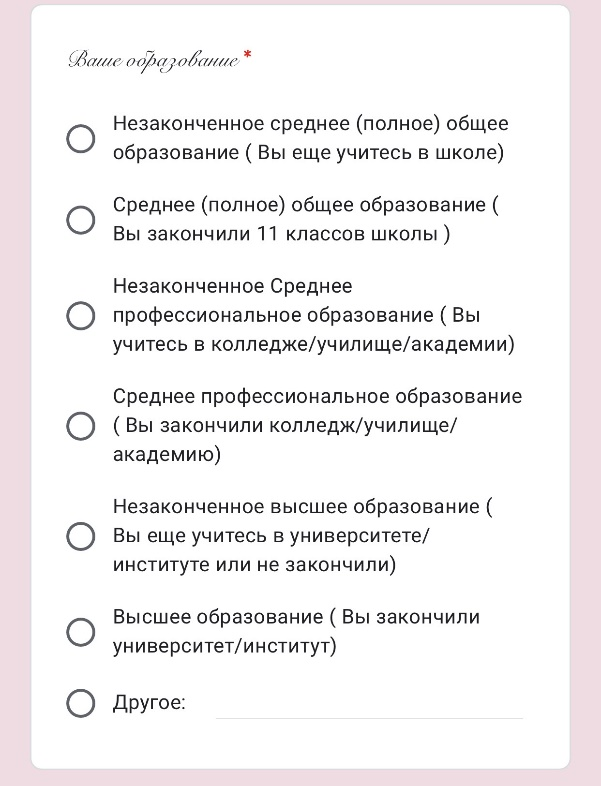 Ваше образование *
Незаконченное среднее (полное) общее
образование ( Вы еще учитесь в школе)
Среднее (полное) общее образование (
Вы закончили 11 классов школы )
Незаконченное Среднее
профессиональное образование ( Вы
учитесь в колледже/училище/академии)
Среднее профессиональное образование
( Вы закончили колледж/училище/
академию)
Незаконченное высшее образование (
Вы еще учитесь в университете/
институте или не закончили)
Высшее образование ( Вы закончили
университет/институт)
Другое: